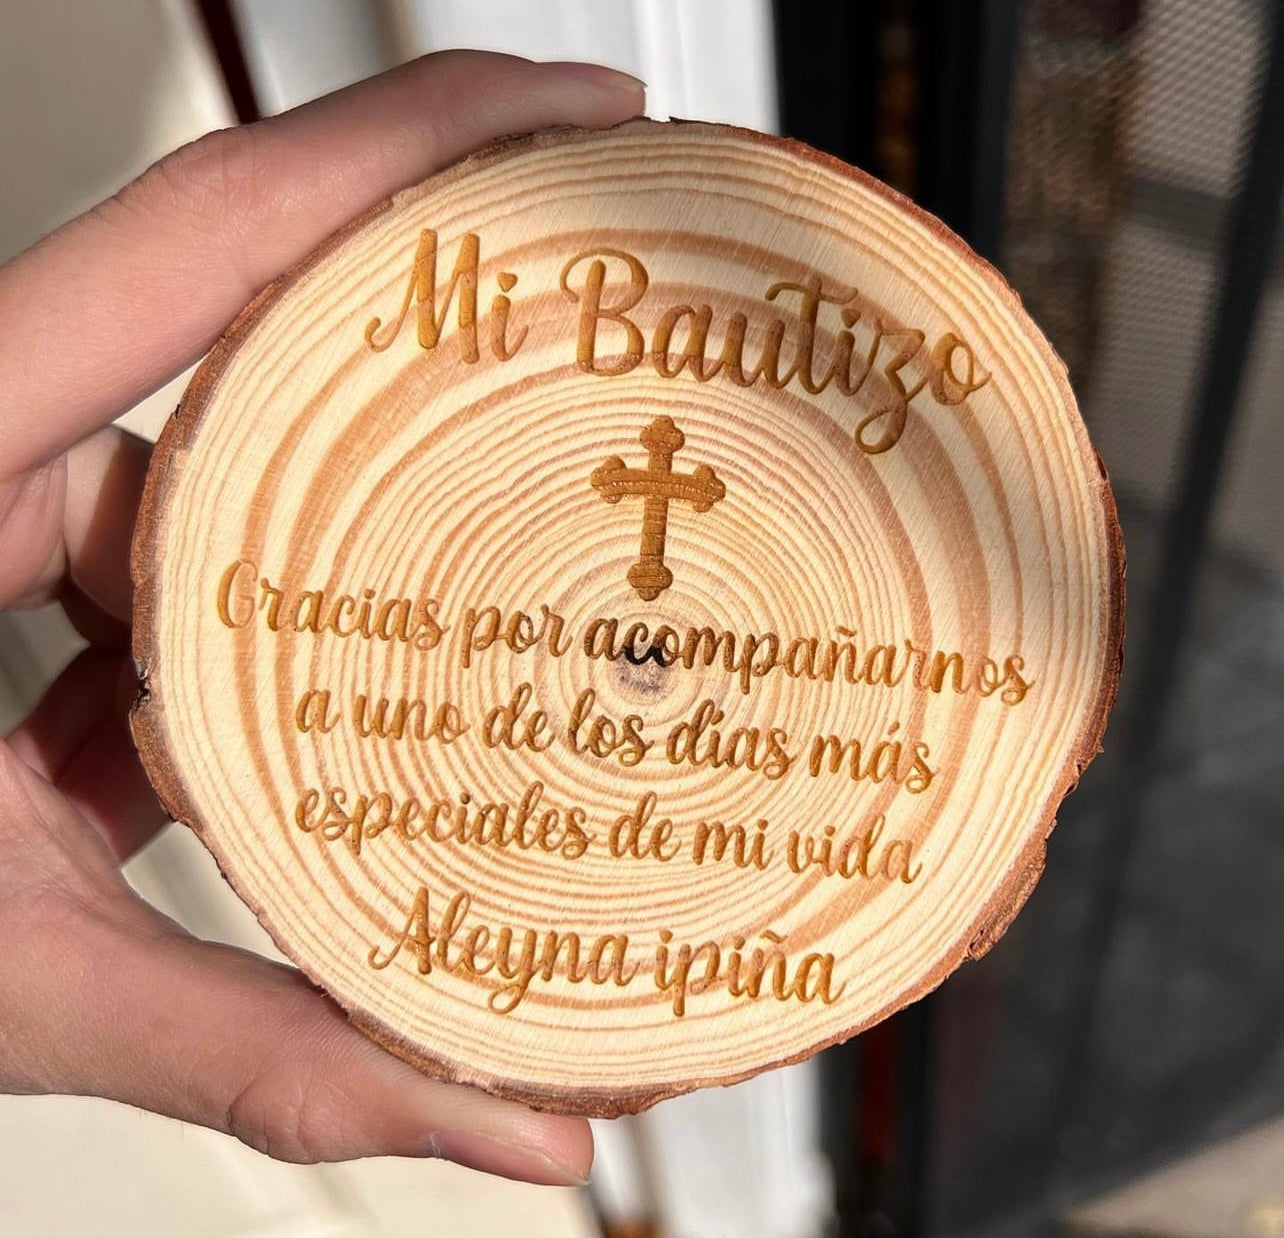 Mi Bautizo
Gracias por acompañarnos
a uno de los días más
especiales de mi vida
Aleyna ipiña